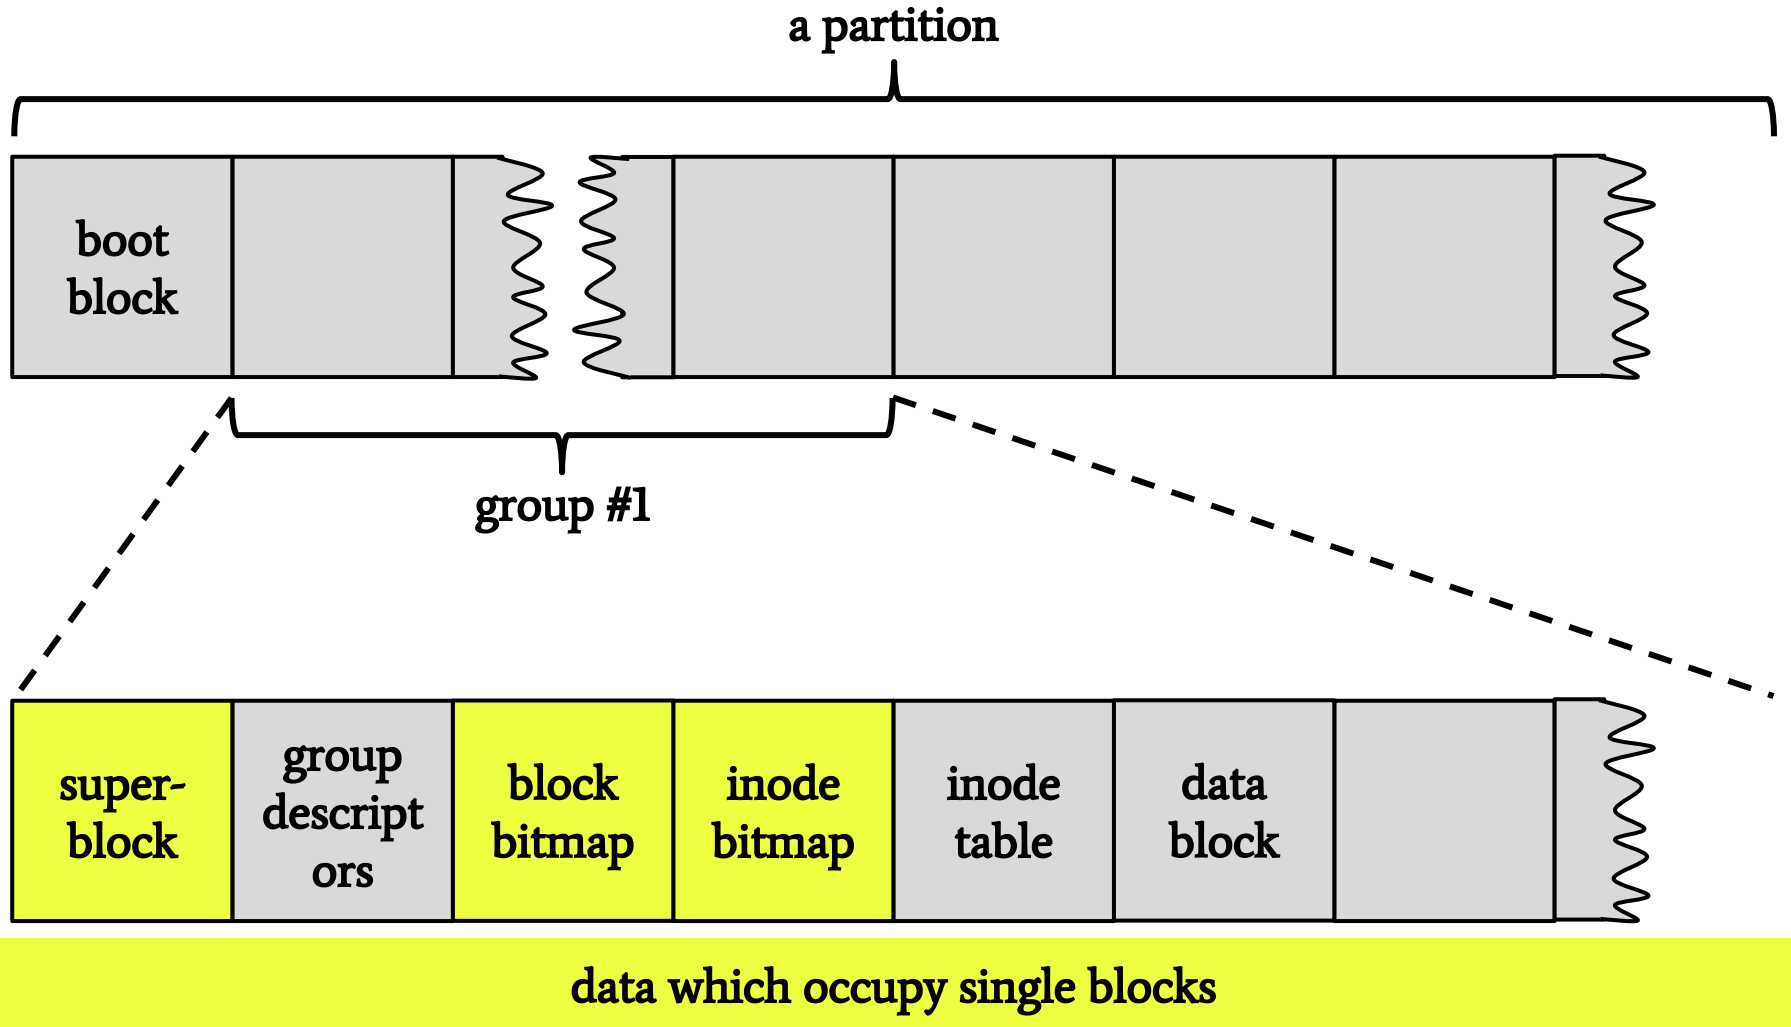 a partition
boot
block
group #1
super-
block
group
descript
ors
block
bitmap
inode
bitmap
inode
table
data
block
data which occupy single blocks